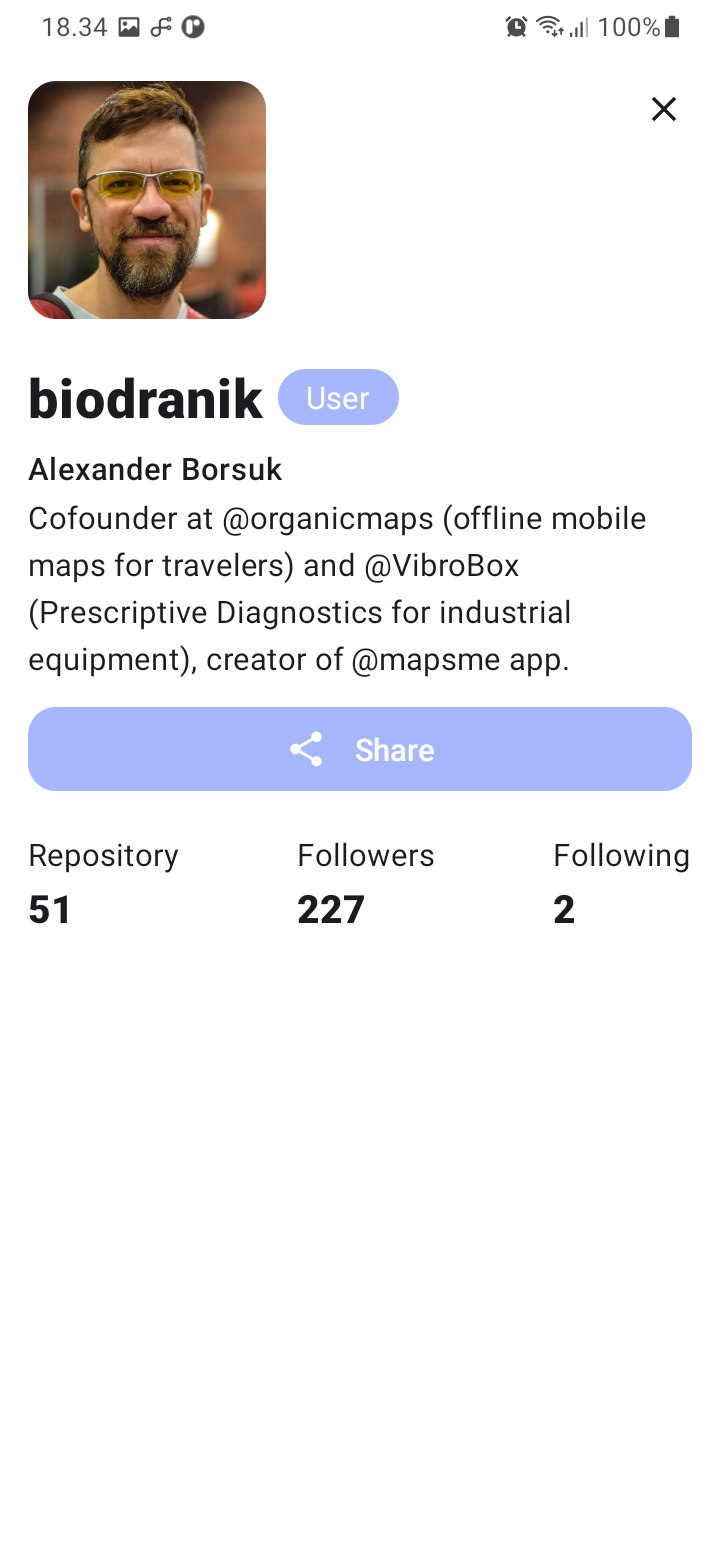 18.34
100%
biodranik
User
Alexander Borsuk
Cofounder at @organicmaps (offline mobile
maps for travelers) and @VibroBox
(Prescriptive Diagnostics for industrial
equipment), creator of @mapsme app.
Share
Repository Followers Following
51 227 2